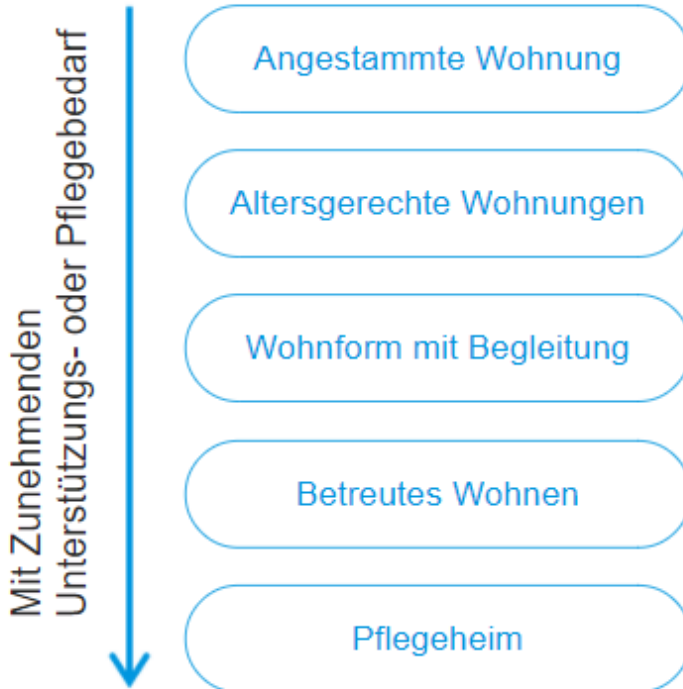 Mit Zunehmenden
Unterstützungs- oder Pflegebedarf
Angestammte Wohnung
Altersgerechte Wohnungen
Wohnform mit Begleitung
Betreutes Wohnen
Pflegeheim